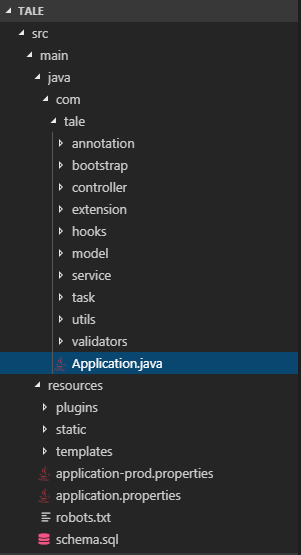 TALE
src
main
java
com
tale
annotation
bootstrap
controller
extension
hooks
model
service
task
utils
validators
Application.java
resources
plugins
static
templates
application-prod.properties
application.properties
robots.txt
schema.sql